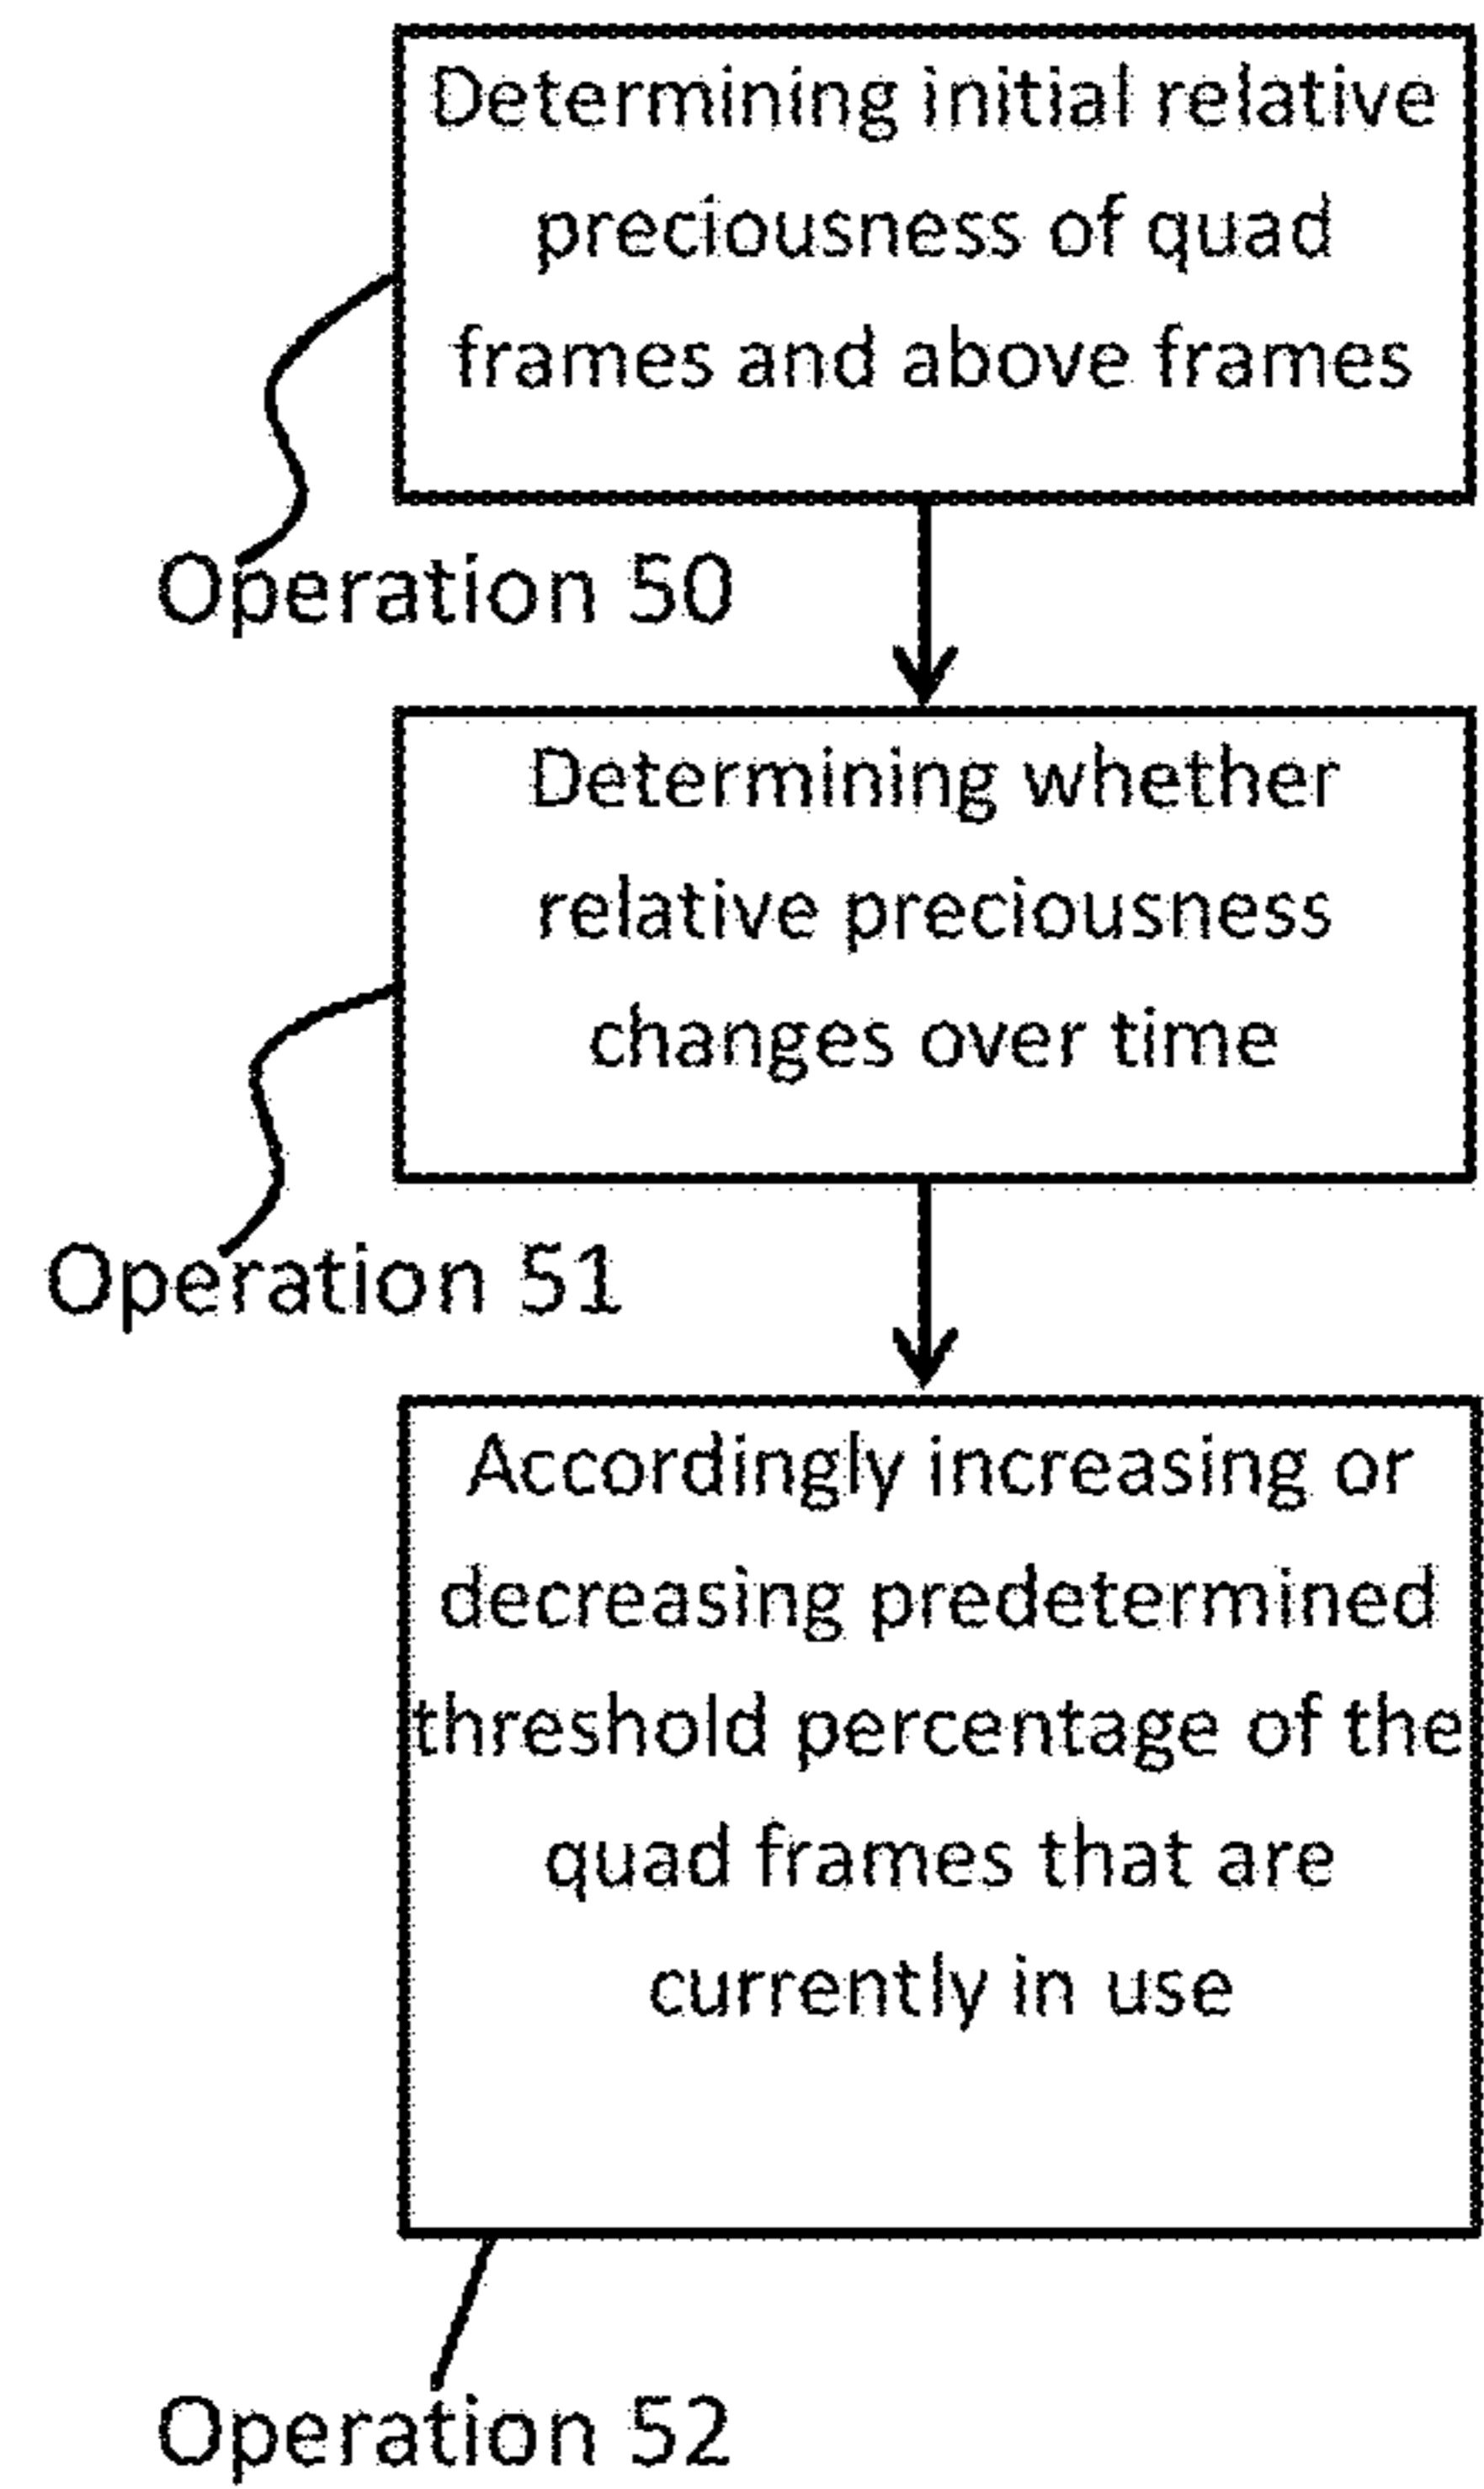 Determining initial relative
preciousness of quad
frames and above frames
Operation 50
Determining whether
relative preciousness
changes over time
Operation 51
Accordingly increasing or
decreasing predetermined
threshold percentage of the
quad frames that are
currently in use
Operation 52